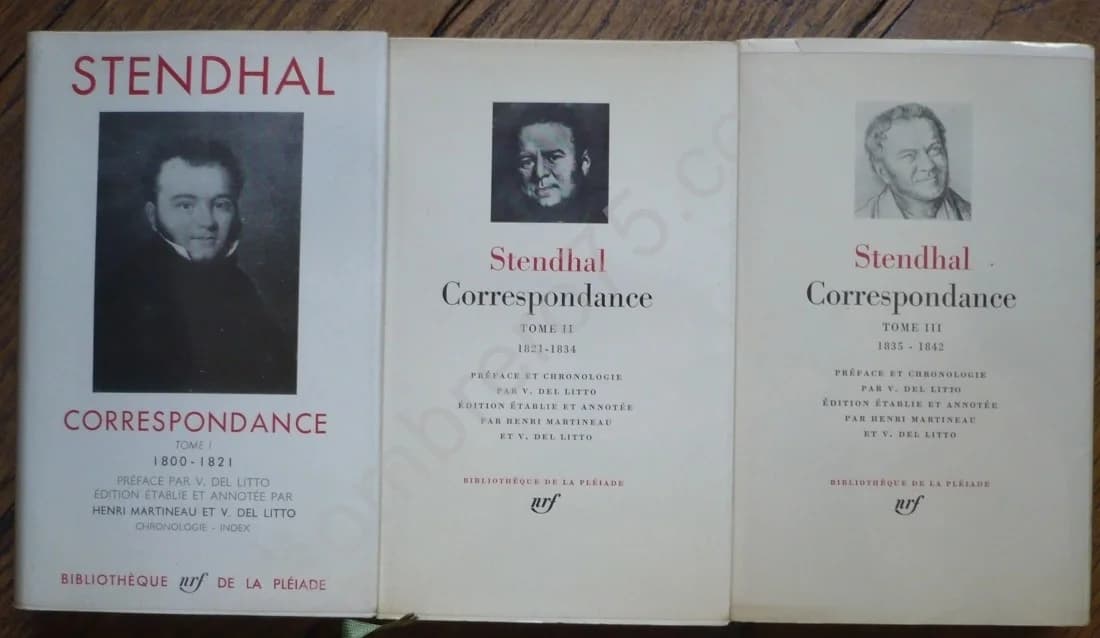 STENDHAL
CORRESPONDANCE
TOME I
1800-1821
PRÉFACE PAR V. DEL LITTO
ÉDITION ÉTABLIE ET ANNOTÉE PAR
HENRI MARTINEAU ET V. DEL LITTO
CHRONOLOGIE - INDEX
BIBLIOTHÈQUE nrf DE LA PLÉIADE
Stendhal
Correspondance
TOME II
1821-1834
PRÉFACE ET CHRONOLOGIE
PAR V. DEL LITTO
ÉDITION ÉTABLIE ET ANNOTÉE
PAR HENRI MARTINEAU
ET V. DEL LITTO
BIBLIOTHÈQUE DE LA PLÉIADE
nrf
Stendhal
Correspondance
TOME III
1835 - 1842
PRÉFACE ET CHRONOLOGIE
PAR V. DEL LITTO
ÉDITION ÉTABLIE ET ANNOTÉE
PAR HENRI MARTINEAU
ET V. DEL LITTO
BIBLIOTHÈQUE DE LA PLÉIADE
nrf